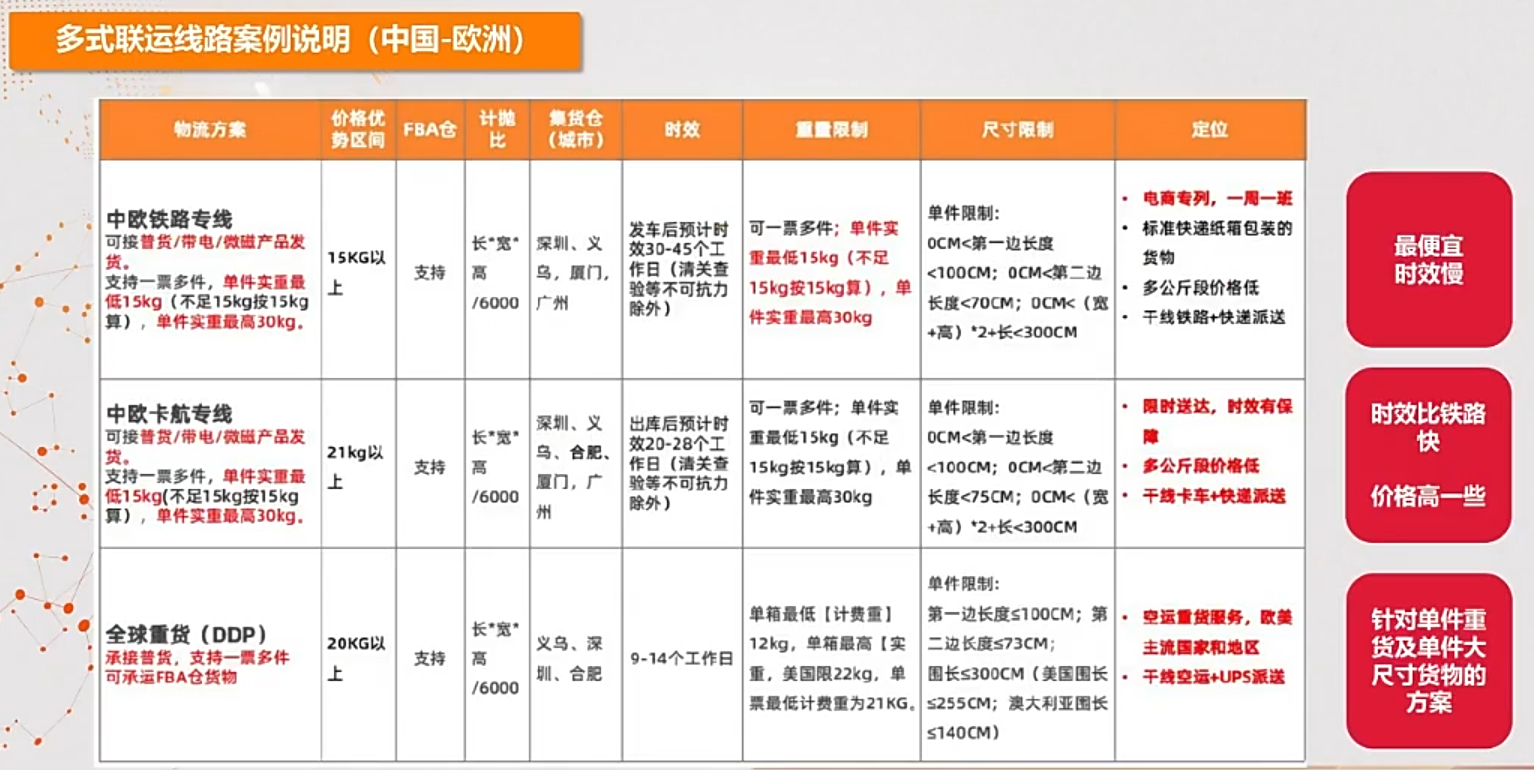 多式联运线路案例说明（中国-欧洲）
物流方案
价格优
势区间
FBA仓
计抛
比
集货仓
（城市）
时效
重量限制
尺寸限制
定位
中欧铁路专线
可接普货/带电/微磁产品发
货。
支持一票多件，单件实重最
低15kg（不足15kg按15kg
算），单件实重最高30kg。
15KG以
上
支持
长*宽*
高
/6000
深圳、义
乌，厦门，
广州
发车后预计时
效30-45个工
作日（清关查
验等不可抗力
除外）
可一票多件；单件实
重最低15kg（不足
15kg按15kg算），单
件实重最高30kg
单件限制：
0CM<第一边长度
<100CM；0CM<第二边
长度<70CM；0CM<（宽
+高）*2+长<300CM
• 电商专列，一周一班
• 标准快递纸箱包装的
货物
• 多公斤段价格低
• 干线铁路+快递派送
最便宜
时效慢
中欧卡航专线
可接普货/带电/微磁产品发
货。
支持一票多件，单件实重最
低15kg(不足15kg按15kg
算），单件实重最高30kg。
21kg以
上
支持
长*宽*
高
/6000
深圳、义
乌、合肥、
厦门，广
州
出库后预计时
效20-28个工
作日（清关查
验等不可抗力
除外）
可一票多件；单件实
重最低15kg（不足
15kg按15kg算），单
件实重最高30kg
单件限制：
0CM<第一边长度
<100CM；0CM<第二边
长度<75CM；0CM<（宽
+高）*2+长<300CM
• 限时送达，时效有保
障
• 多公斤段价格低
• 干线卡车+快递派送
时效比铁路
快
价格高一些
全球重货（DDP）
承接普货，支持一票多件
可承运FBA仓货物
20KG以
上
支持
长*宽*
高
/6000
义乌、深
圳、合肥
9-14个工作日
单箱最低【计费重】
12kg，单箱最高【实
重，美国限22kg，单
票最低计费重为21KG。
单件限制：
第一边长度≤100CM；第
二边长度≤73CM；
围长≤300CM（美国围长
≤255CM；澳大利亚围长
≤140CM）
• 空运重货服务，欧美
主流国家和地区
• 干线空运+UPS派送
针对单件重
货及单件大
尺寸货物的
方案